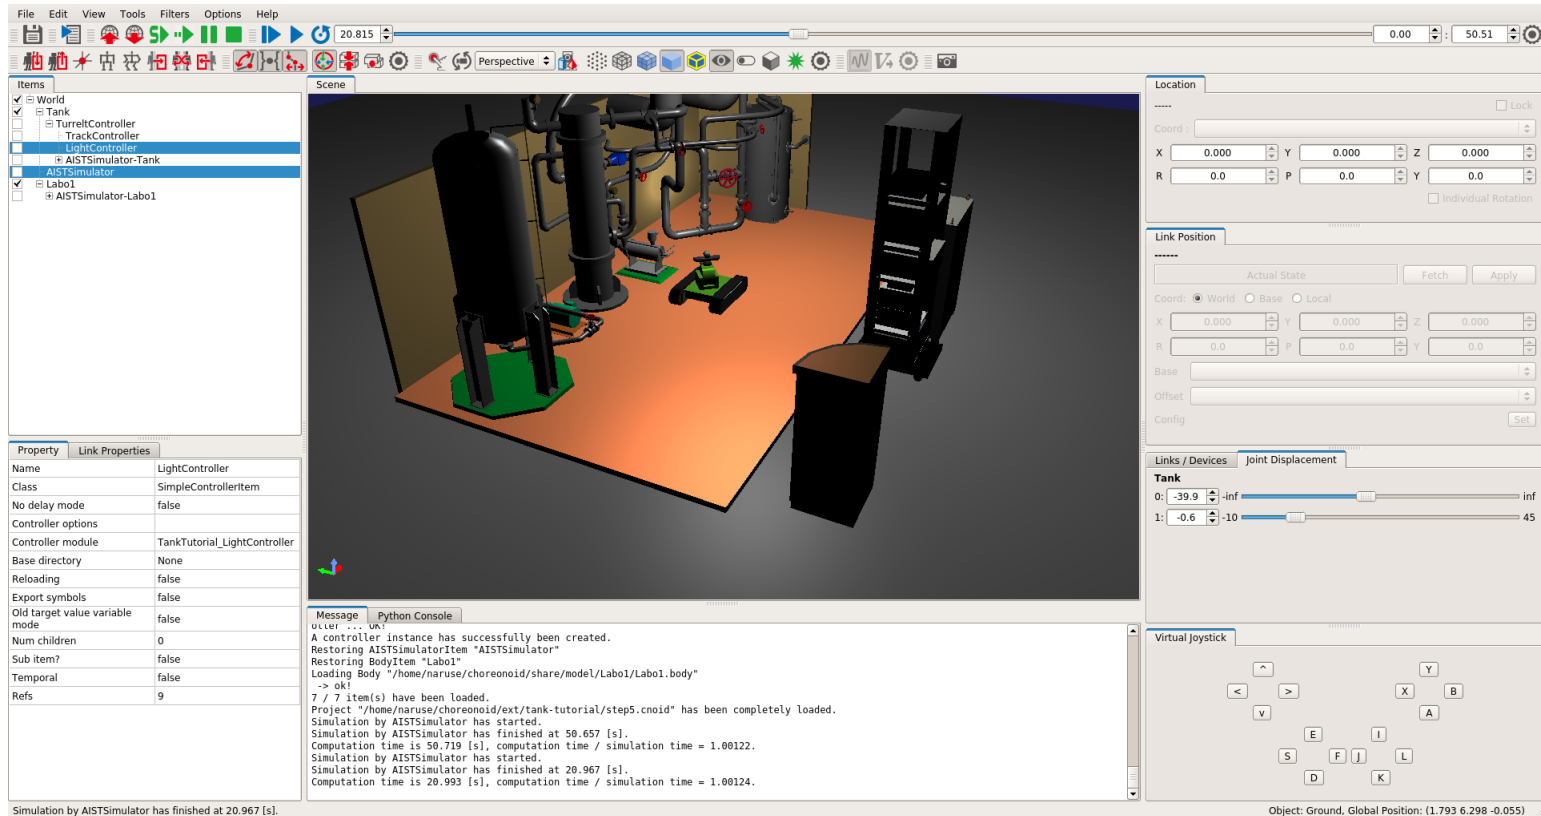 File Edit View Tools Filters Options Help
20.815 0.00 : 50.51
Perspective
Items
World
Tank
TurreltController
TrackController
LightController
AISTSimulator-Tank
AISTSimulator
Labo1
AISTSimulator-Labo1
Property Link Properties
Name LightController
Class SimpleControllerItem
No delay mode false
Controller options
Controller module TankTutorial_LightController
Base directory None
Reloading false
Export symbols false
Old target value variable
mode false
Num children 0
Sub item? false
Temporal false
Refs 9
Scene
Message Python Console
oller ... OK!
A controller instance has successfully been created.
Restoring AISTSimulatorItem "AISTSimulator"
Restoring BodyItem "Labo1"
Loading Body "/home/naruse/choreonoid/share/model/Labo1/Labo1.body"
-> ok!
7 / 7 item(s) have been loaded.
Project "/home/naruse/choreonoid/ext/tank-tutorial/step5.cnoid" has been completely loaded.
Simulation by AISTSimulator has started.
Simulation by AISTSimulator has finished at 50.657 [s].
Computation time is 50.719 [s], computation time / simulation time = 1.00122.
Simulation by AISTSimulator has started.
Simulation by AISTSimulator has finished at 20.967 [s].
Computation time is 20.993 [s], computation time / simulation time = 1.00124.
Location
-----
Lock
Coord :
X 0.000 Y 0.000 Z 0.000
R 0.0 P 0.0 Y 0.0
Individual Rotation
Link Position
------
Actual State Fetch Apply
Coord: World Base Local
X 0.000 Y 0.000 Z 0.000
R 0.0 P 0.0 Y 0.0
Base
Offset
Config Set
Links / Devices Joint Displacement
Tank
0: -39.9 -inf inf
1: -0.6 -10 45
Virtual Joystick
^ Y
< > X B
v A
E I
S F J L
D K
Simulation by AISTSimulator has finished at 20.967 [s].
Object: Ground, Global Position: (1.793 6.298 -0.055)